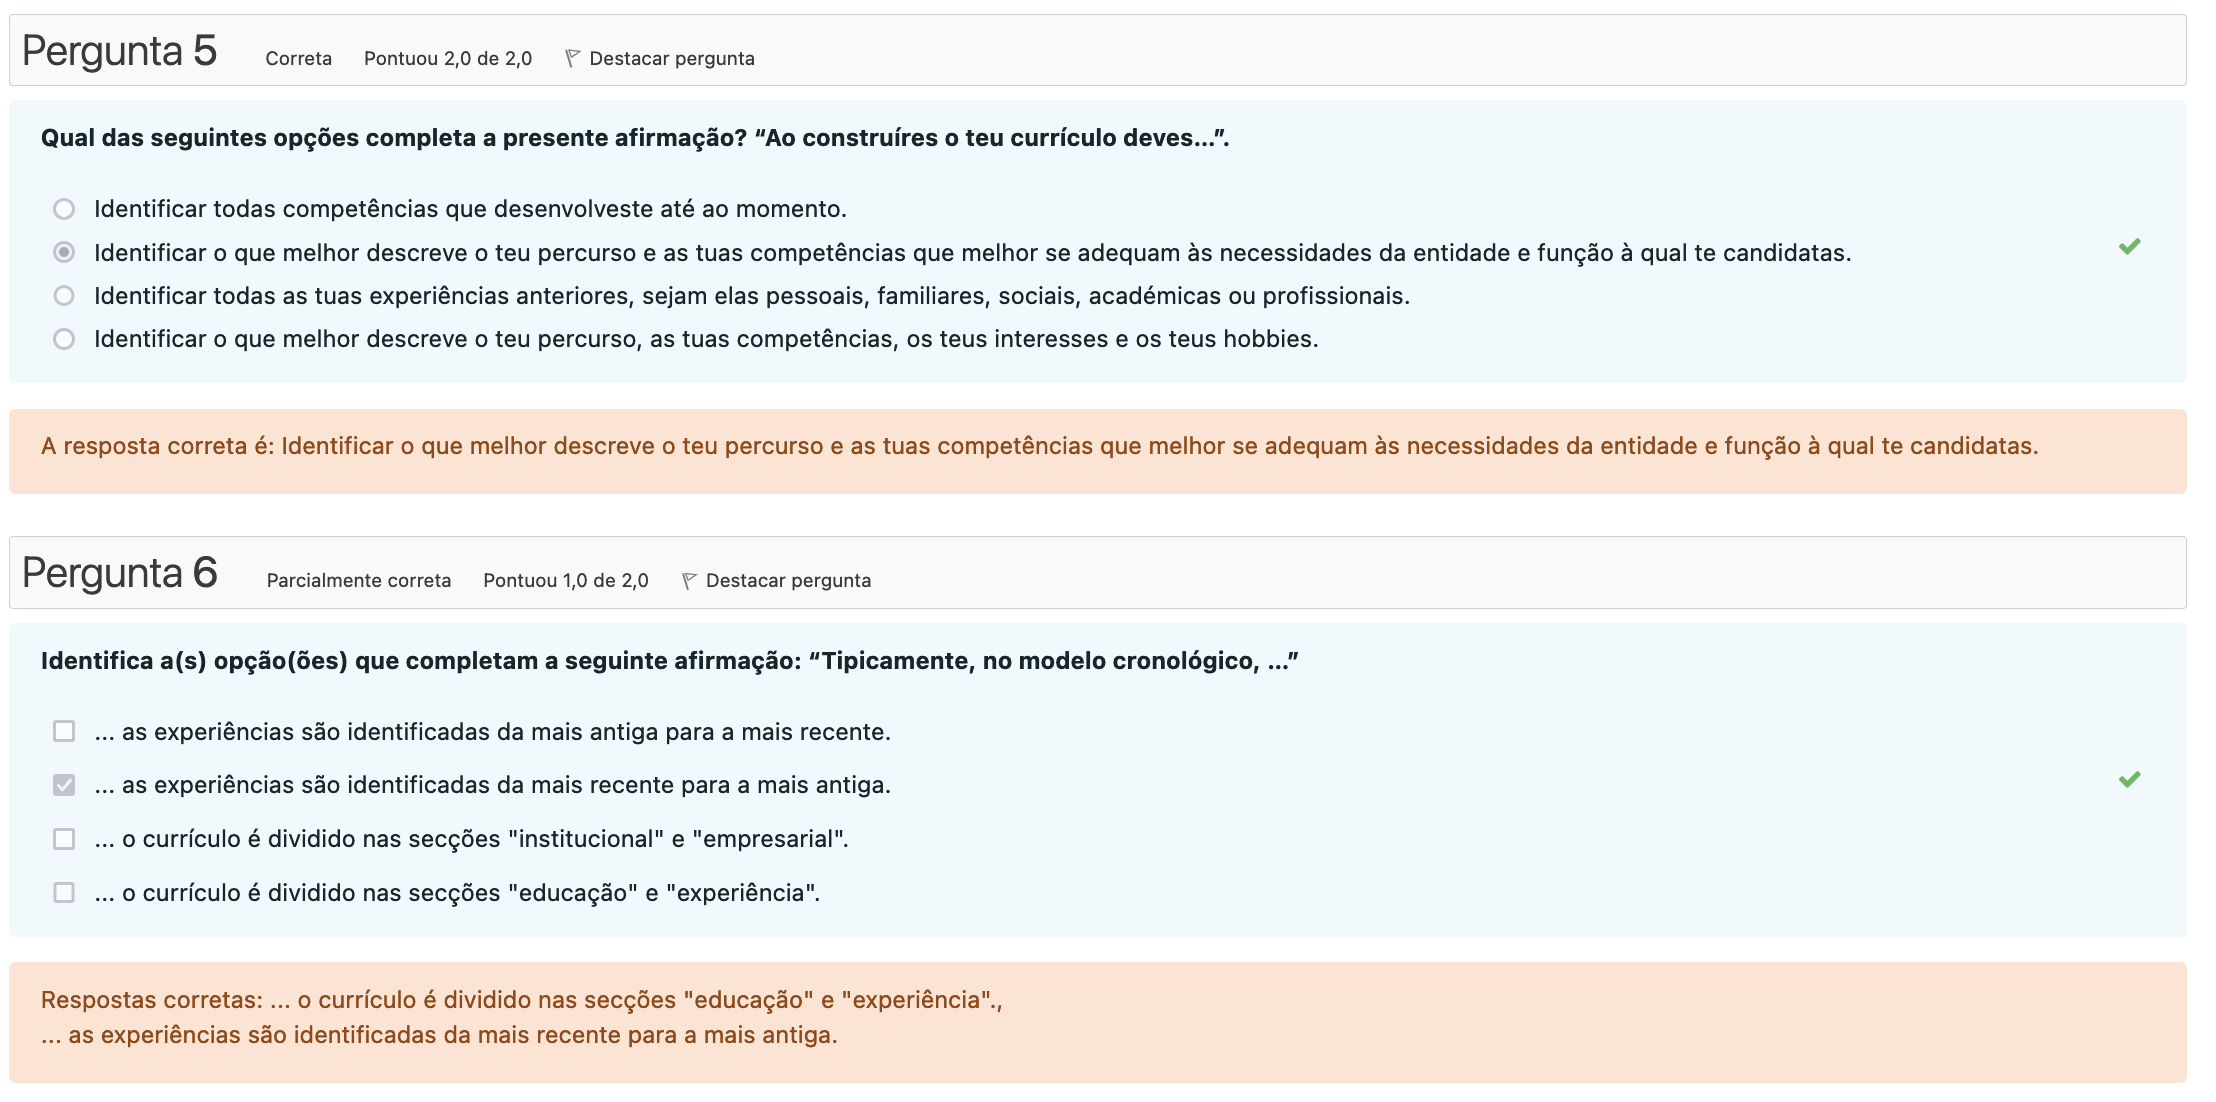 Pergunta 5 Correta Pontuou 2,0 de 2,0 Destacar pergunta
Qual das seguintes opções completa a presente afirmação? “Ao construíres o teu currículo deves...”.
Identificar todas competências que desenvolveste até ao momento.
Identificar o que melhor descreve o teu percurso e as tuas competências que melhor se adequam às necessidades da entidade e função à qual te candidatas.
Identificar todas as tuas experiências anteriores, sejam elas pessoais, familiares, sociais, académicas ou profissionais.
Identificar o que melhor descreve o teu percurso, as tuas competências, os teus interesses e os teus hobbies.
A resposta correta é: Identificar o que melhor descreve o teu percurso e as tuas competências que melhor se adequam às necessidades da entidade e função à qual te candidatas.
Pergunta 6 Parcialmente correta Pontuou 1,0 de 2,0 Destacar pergunta
Identifica a(s) opção(ões) que completam a seguinte afirmação: “Tipicamente, no modelo cronológico, ...”
... as experiências são identificadas da mais antiga para a mais recente.
... as experiências são identificadas da mais recente para a mais antiga.
... o currículo é dividido nas secções "institucional" e "empresarial".
... o currículo é dividido nas secções "educação" e "experiência".
Respostas corretas: ... o currículo é dividido nas secções "educação" e "experiência".,
... as experiências são identificadas da mais recente para a mais antiga.